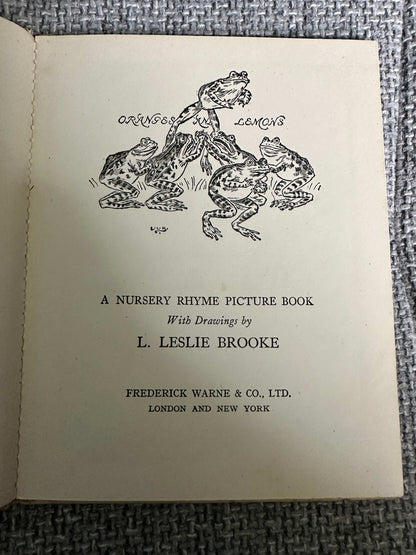 ORANGES AN LEMONS
L.L.B.
A NURSERY RHYME PICTURE BOOK
With Drawings by
L. LESLIE BROOKE
FREDERICK WARNE & CO., LTD.
LONDON AND NEW YORK